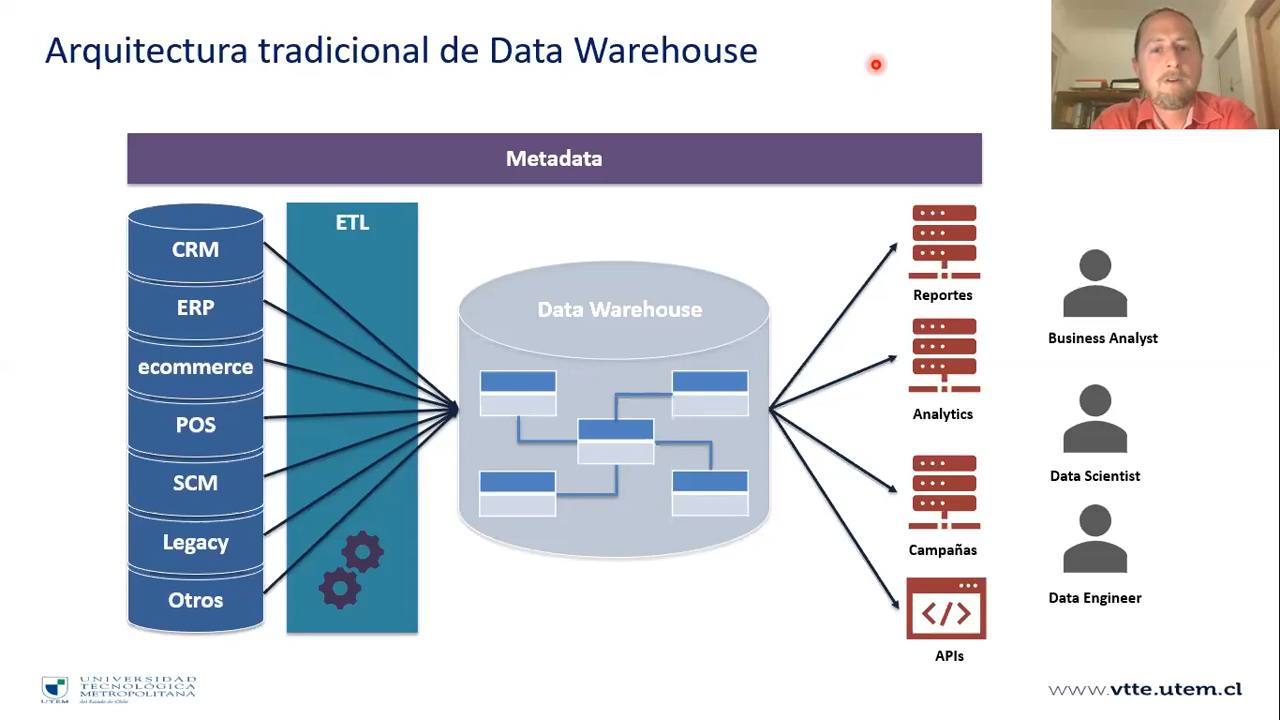 Arquitectura tradicional de Data Warehouse
Metadata
CRM
ERP
ecommerce
POS
SCM
Legacy
Otros
ETL
Data Warehouse
Reportes
Analytics
Campañas
</>
APIs
Business Analyst
Data Scientist
Data Engineer
UTEM
UNIVERSIDAD
TECNOLÓGICA
METROPOLITANA
del Estado de Chile
www.vtte.utem.cl